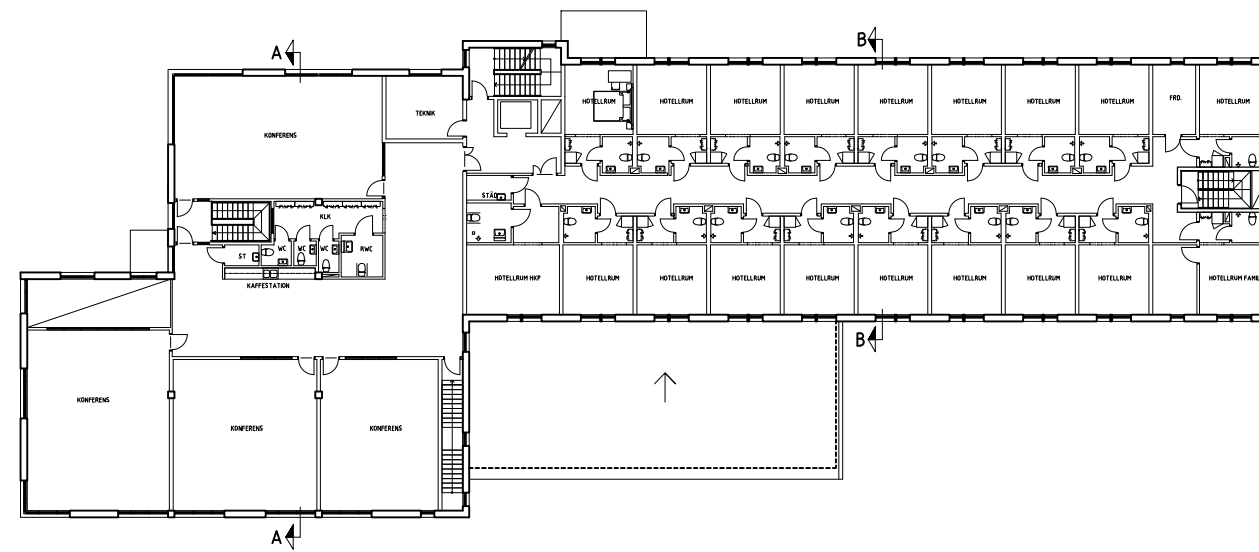 A
B
HOTELLRUM
HOTELLRUM
HOTELLRUM
HOTELLRUM
HOTELLRUM
HOTELLRUM
HOTELLRUM
HOTELLRUM
FRD.
HOTELLRUM
TEKNIK
KONFERENS
STÄD
KLK
WC
WC
WC
RWC
ST
KAFFESTATION
HOTELLRUM HKP
HOTELLRUM
HOTELLRUM
HOTELLRUM
HOTELLRUM
HOTELLRUM
HOTELLRUM
HOTELLRUM
HOTELLRUM
HOTELLRUM FAMIL
B
KONFERENS
KONFERENS
KONFERENS
A